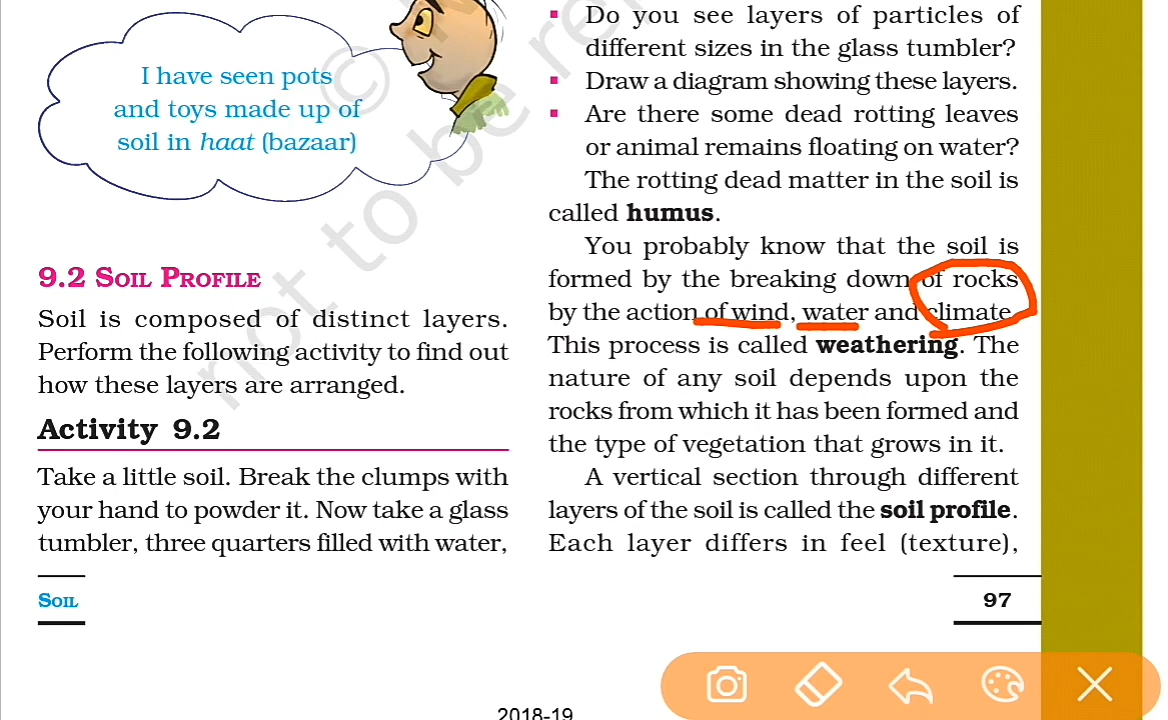 I have seen pots
and toys made up of
soil in haat (bazaar)
9.2 SOIL PROFILE
Soil is composed of distinct layers.
Perform the following activity to find out
how these layers are arranged.
Activity 9.2
Take a little soil. Break the clumps with
your hand to powder it. Now take a glass
tumbler, three quarters filled with water,
▪ Do you see layers of particles of
different sizes in the glass tumbler?
▪ Draw a diagram showing these layers.
▪ Are there some dead rotting leaves
or animal remains floating on water?
The rotting dead matter in the soil is
called humus.
You probably know that the soil is
formed by the breaking down of rocks
by the action of wind, water and climate.
This process is called weathering. The
nature of any soil depends upon the
rocks from which it has been formed and
the type of vegetation that grows in it.
A vertical section through different
layers of the soil is called the soil profile.
Each layer differs in feel (texture),
SOIL
97
2018-19
not to be re
©